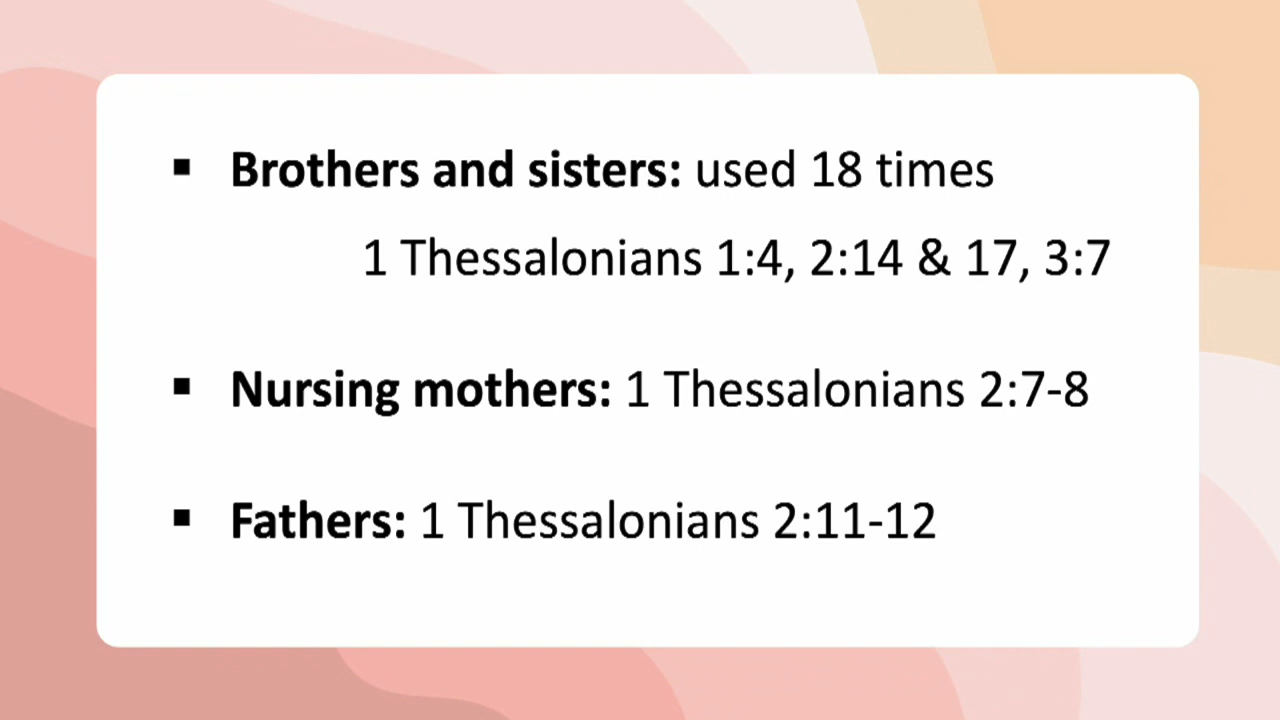 ▪ Brothers and sisters: used 18 times
1 Thessalonians 1:4, 2:14 & 17, 3:7
▪ Nursing mothers: 1 Thessalonians 2:7-8
▪ Fathers: 1 Thessalonians 2:11-12